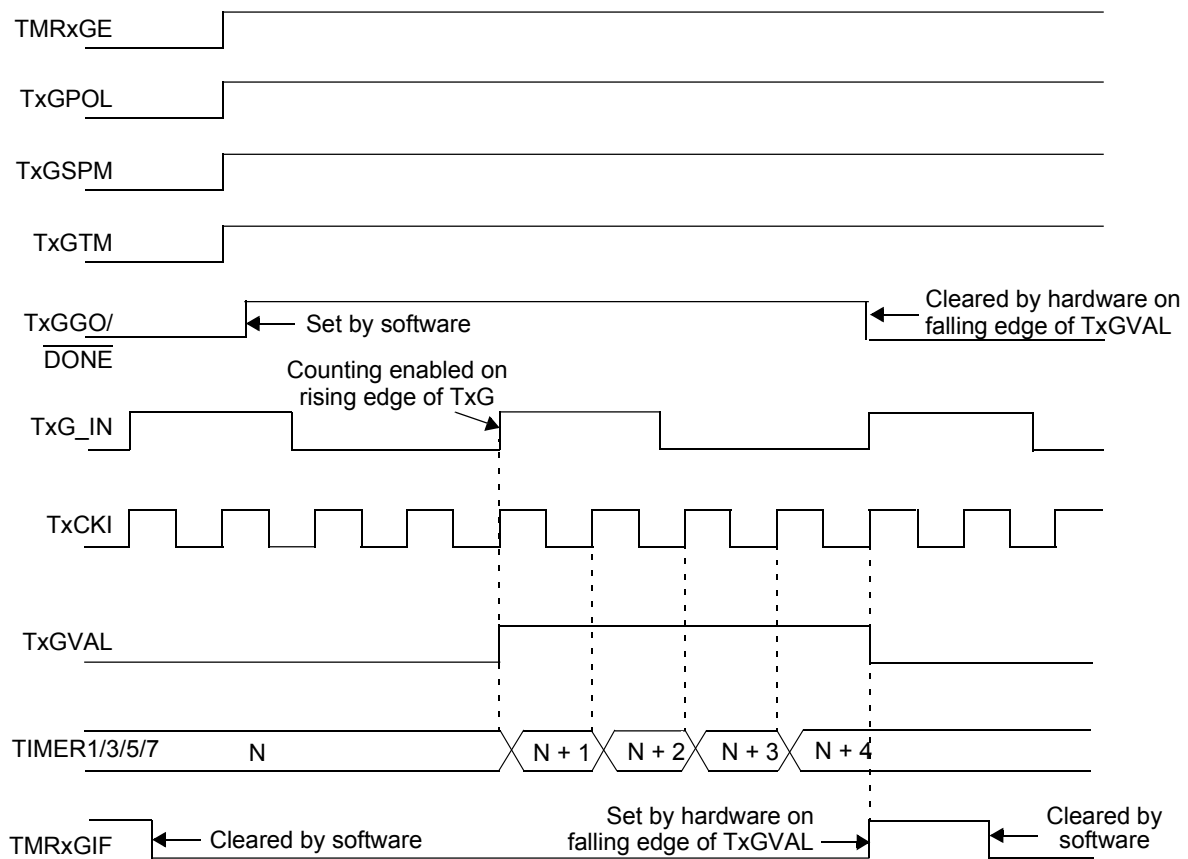 TMRxGE
TxGPOL
TxGSPM
TxGTM
TxGGO/
DONE
Set by software
Cleared by hardware on
falling edge of TxGVAL
Counting enabled on
rising edge of TxG
TxG_IN
TxCKI
TxGVAL
TIMER1/3/5/7
N
N + 1
N + 2
N + 3
N + 4
TMRxGIF
Cleared by software
Set by hardware on
falling edge of TxGVAL
Cleared by
software